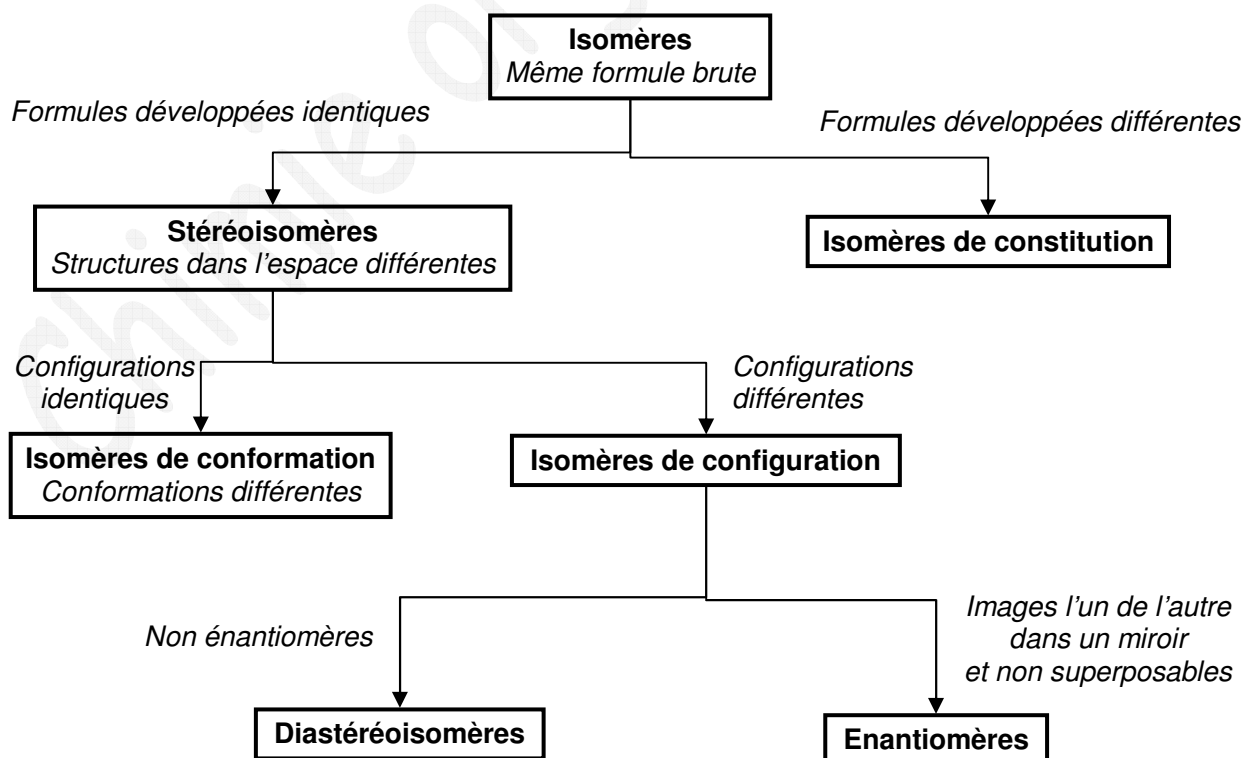 Isomères
Même formule brute
Formules développées identiques
Formules développées différentes
Stéréoisomères
Structures dans l'espace différentes
Isomères de constitution
Configurations
identiques
Configurations
différentes
Isomères de conformation
Conformations différentes
Isomères de configuration
Non énantiomères
Images l'un de l'autre
dans un miroir
et non superposables
Diastéréoisomères
Enantiomères
Chimie